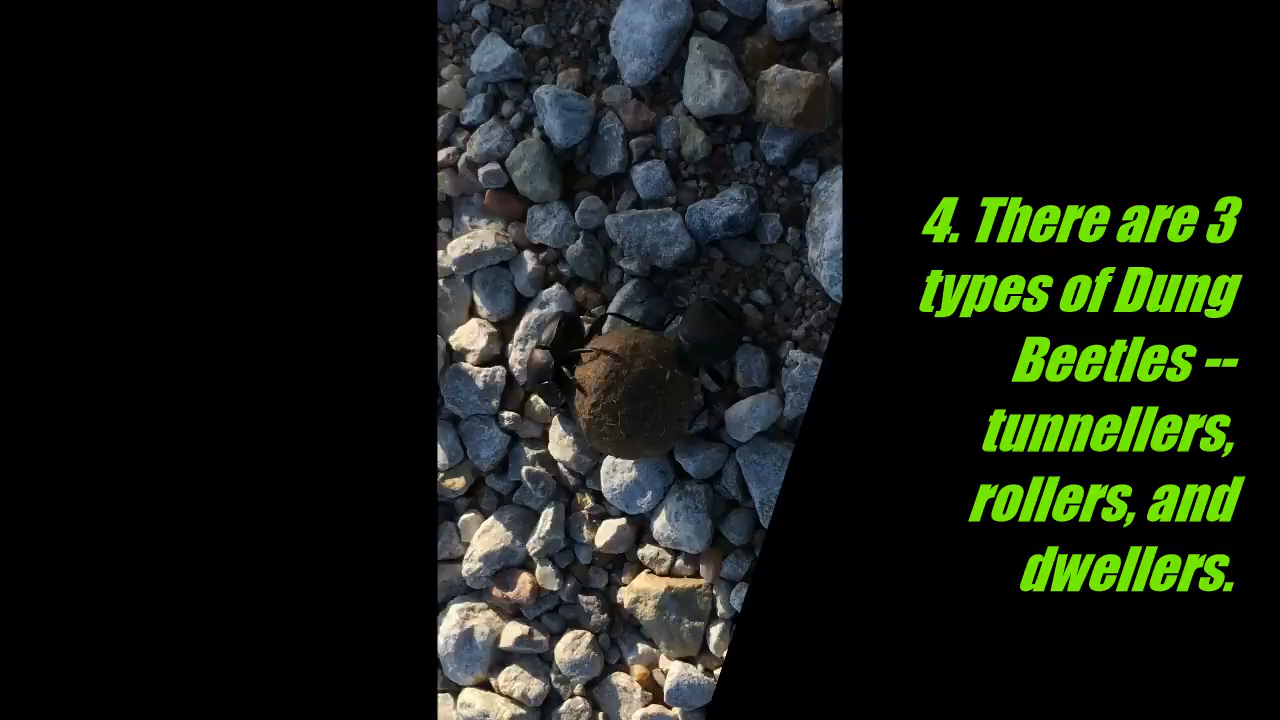 4. There are 3
types of Dung
Beetles --
tunnellers,
rollers, and
dwellers.